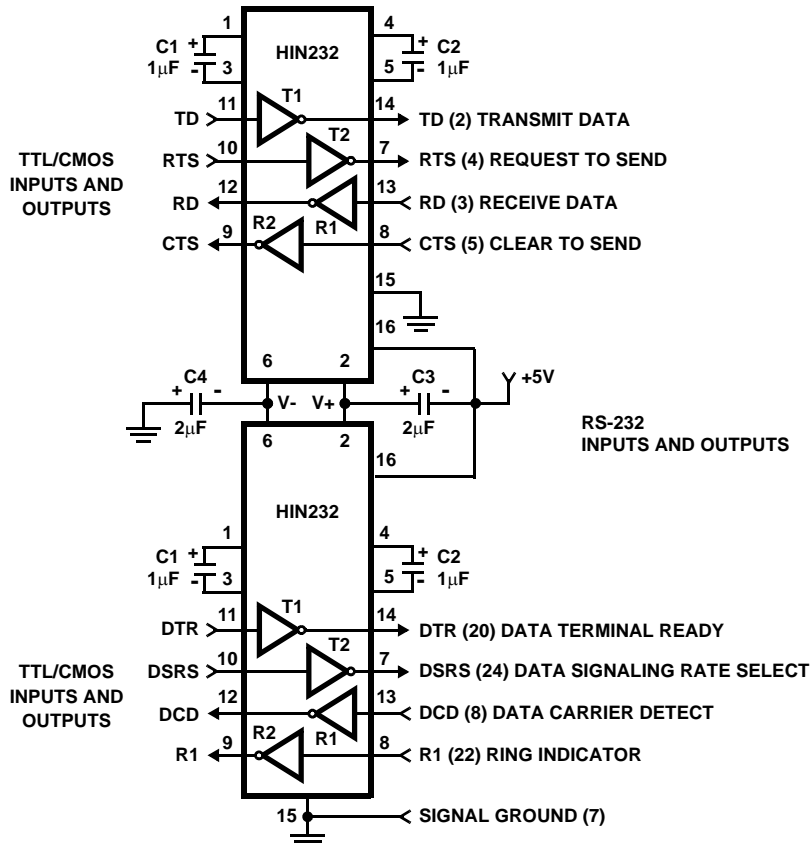 1
4
HIN232
C1
+
1μF
-
3
+
C2
5
-
1μF
T1
TD
11
14
TD (2) TRANSMIT DATA
T2
RTS
10
7
RTS (4) REQUEST TO SEND
TTL/CMOS
INPUTS AND
OUTPUTS
RD
12
13
RD (3) RECEIVE DATA
R2
R1
CTS
9
8
CTS (5) CLEAR TO SEND
15
16
6
2
C4
+
-
2μF
V-
V+
C3
+
-
2μF
+5V
RS-232
INPUTS AND OUTPUTS
6
2
16
HIN232
1
4
C1
+
1μF
-
3
+
C2
5
-
1μF
T1
DTR
11
14
DTR (20) DATA TERMINAL READY
T2
DSRS
10
7
DSRS (24) DATA SIGNALING RATE SELECT
TTL/CMOS
INPUTS AND
OUTPUTS
DCD
12
13
DCD (8) DATA CARRIER DETECT
R2
R1
R1
9
8
R1 (22) RING INDICATOR
15
SIGNAL GROUND (7)